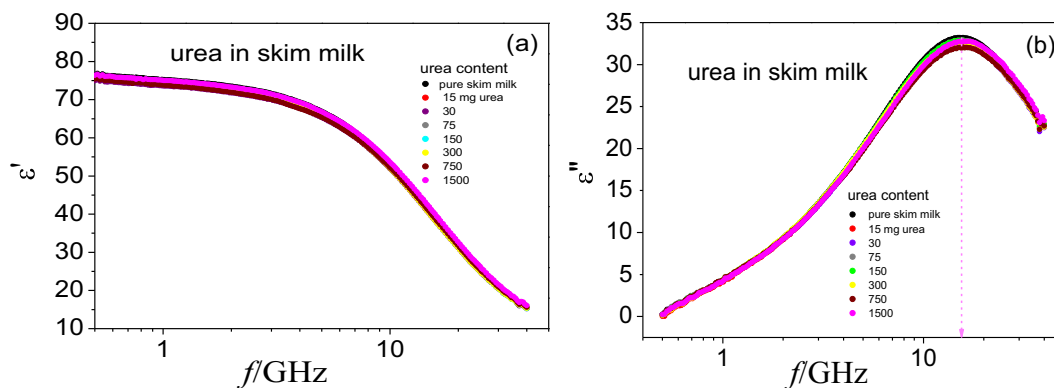 90
80
70
60
50
40
30
20
10
ε'
urea in skim milk
(a)
urea content
pure skim milk
15 mg urea
30
75
150
300
750
1500
1
10
f/GHz
35
30
25
20
15
10
5
0
ε"
urea in skim milk
(b)
urea content
pure skim milk
15 mg urea
30
75
150
300
750
1500
1
10
f/GHz